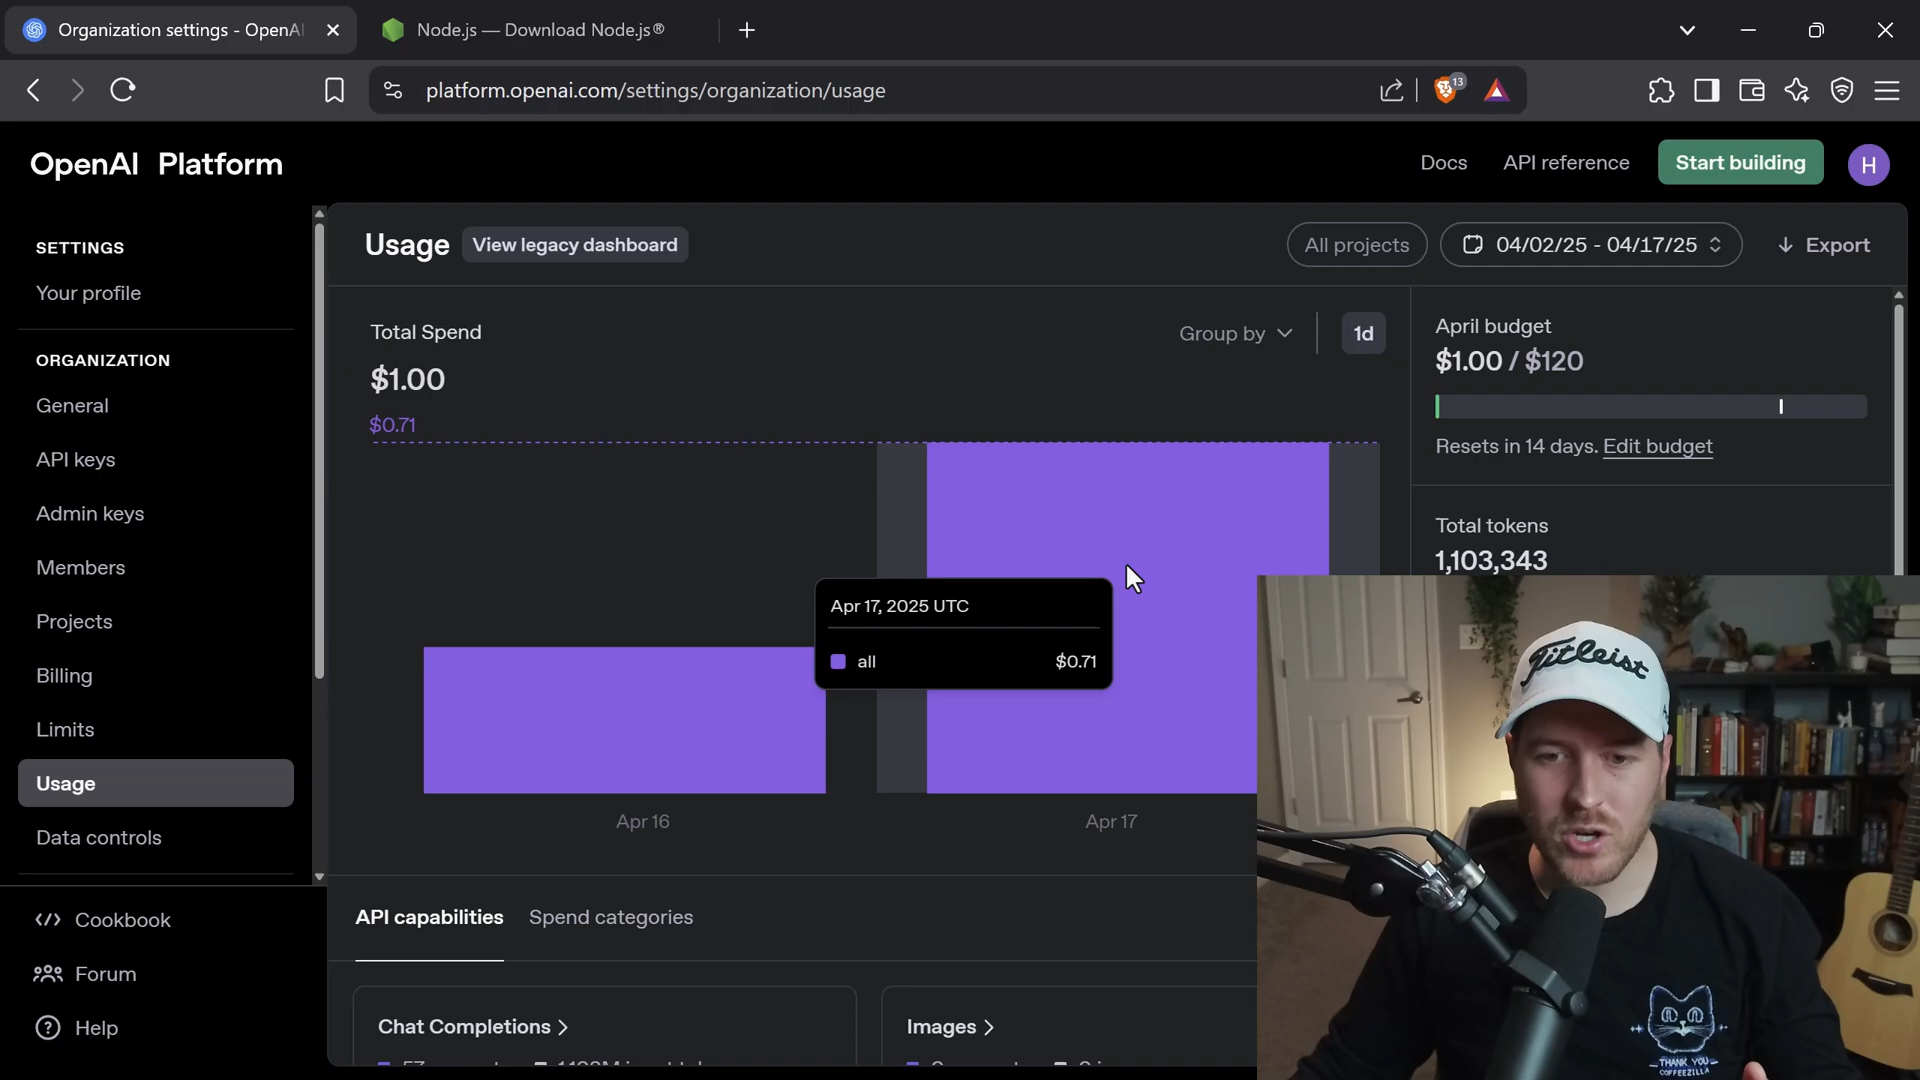 Organization settings - OpenAI
Node.js — Download Node.js®
platform.openai.com/settings/organization/usage
13
OpenAI Platform
Docs
API reference
Start building
H
SETTINGS
Your profile
ORGANIZATION
General
API keys
Admin keys
Members
Projects
Billing
Limits
Usage
Data controls
Cookbook
Forum
Help
Usage
View legacy dashboard
All projects
04/02/25 - 04/17/25
Export
Total Spend
$1.00
Group by
1d
$0.71
Apr 17, 2025 UTC
all
$0.71
Apr 16
Apr 17
April budget
$1.00 / $120
Resets in 14 days. Edit budget
Total tokens
1,103,343
API capabilities
Spend categories
Chat Completions
Images
Titleist
THANK YOU
COFFEEZILLA